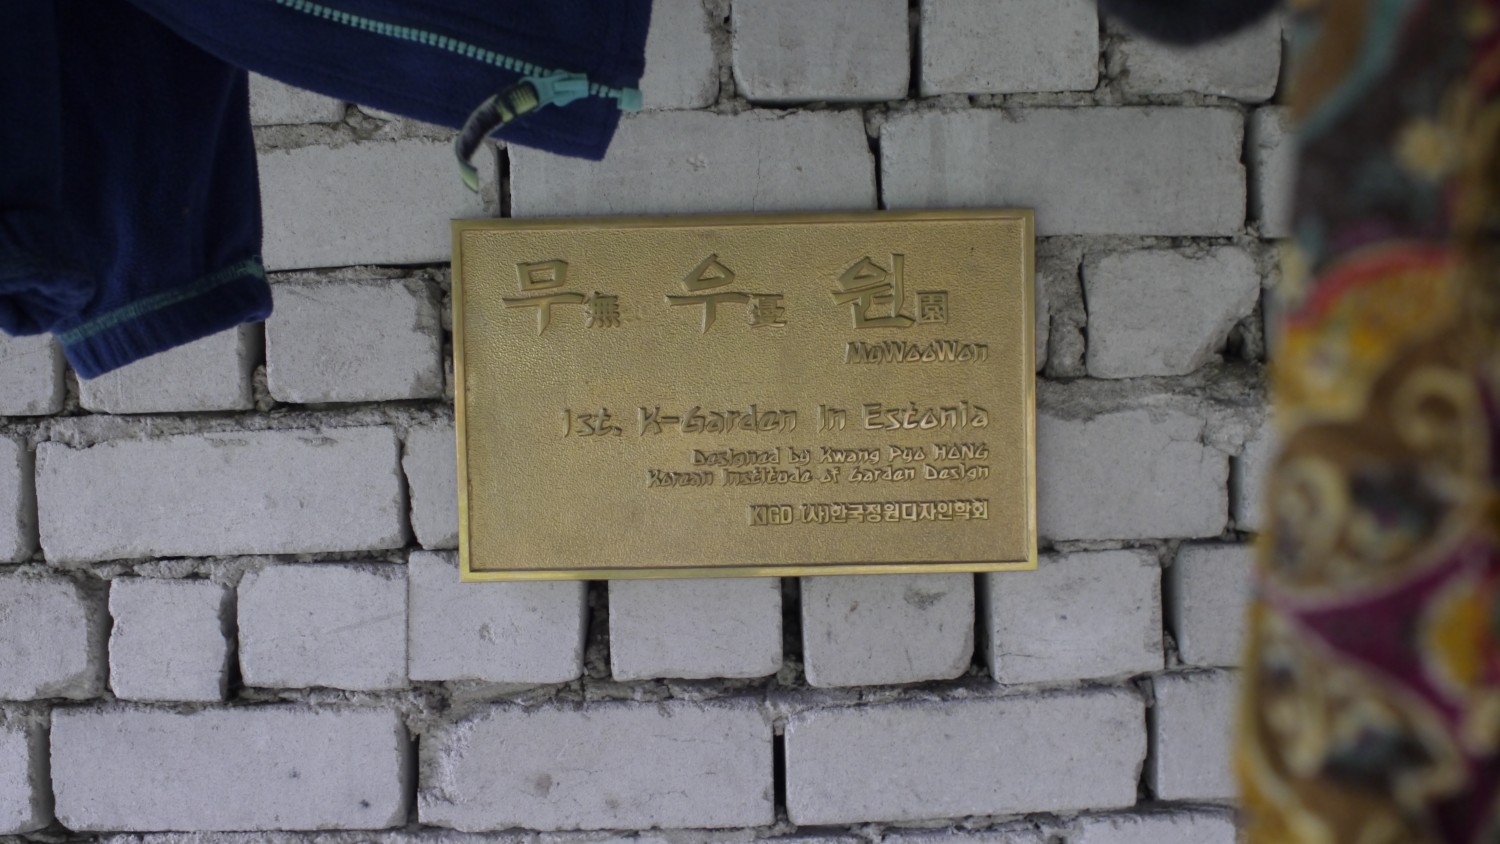 무無 우憂 원園
MuWooWon
1st. K-Garden in Estonia
Designed by Kwang Pyo HONG
Korean Institude of Garden Design
KIGD (사)한국정원디자인학회